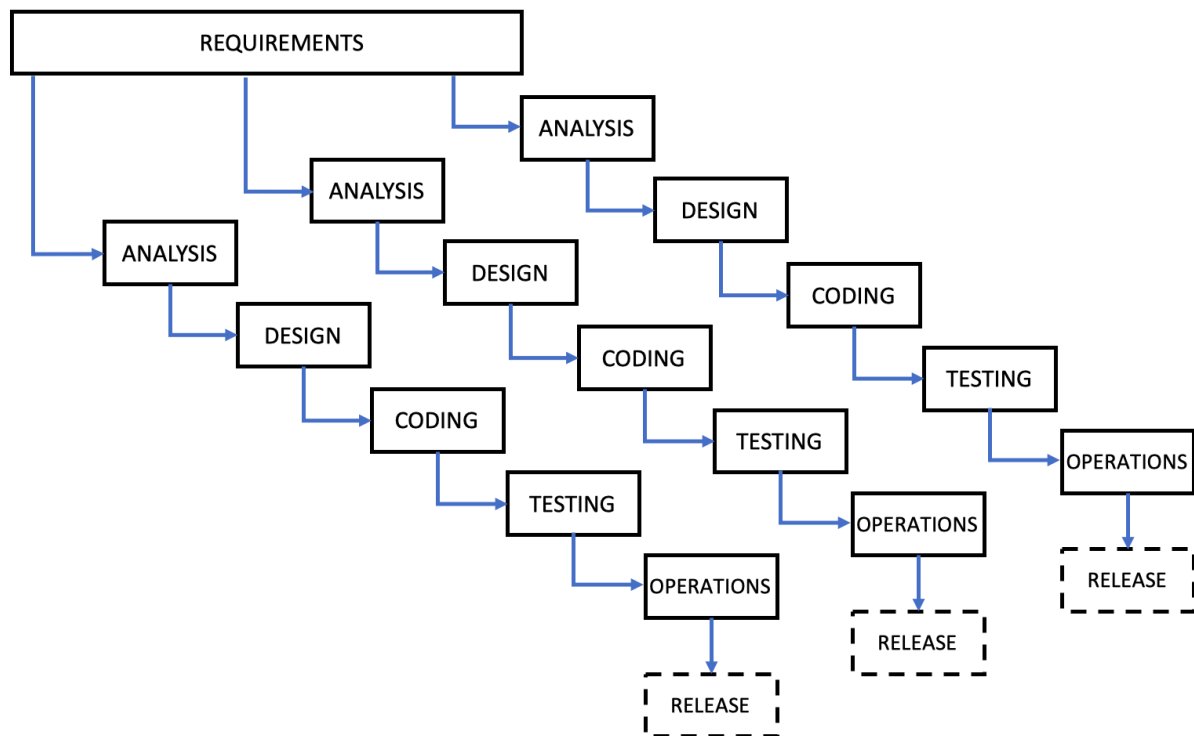 REQUIREMENTS
ANALYSIS
ANALYSIS
DESIGN
ANALYSIS
DESIGN
CODING
DESIGN
CODING
TESTING
CODING
TESTING
OPERATIONS
TESTING
OPERATIONS
RELEASE
OPERATIONS
RELEASE
RELEASE